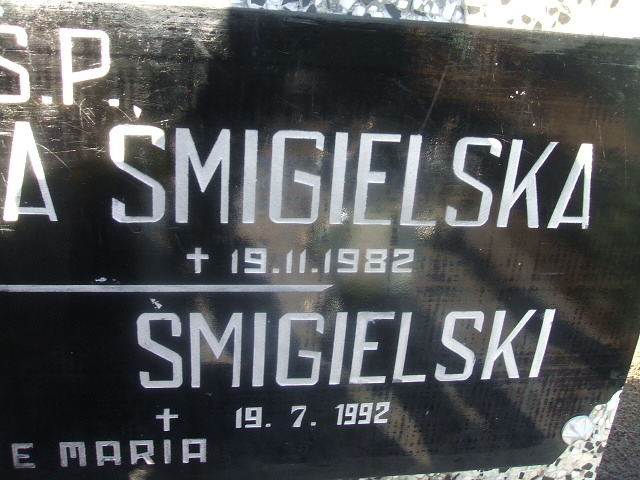 Ś.P.
A ŚMIGIELSKA
† 19.11.1982
ŚMIGIELSKI
† 19. 7. 1992
E MARIA